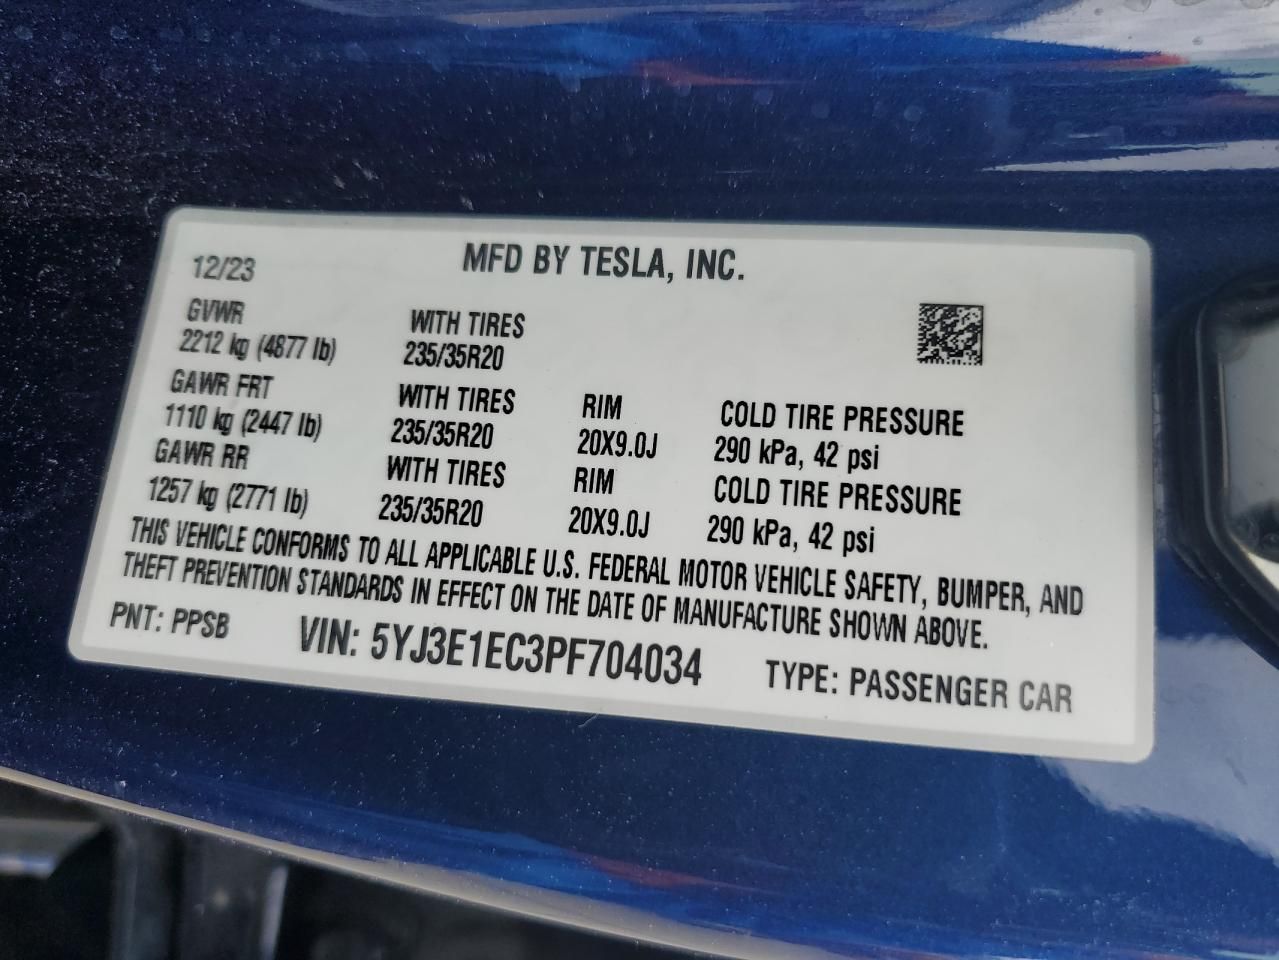 MFD BY TESLA, INC.
12/23
GVWR
2212 kg (4877 lb)
WITH TIRES
235/35R20
GAWR FRT
1110 kg (2447 lb)
WITH TIRES
235/35R20
RIM
20X9.0J
COLD TIRE PRESSURE
290 kPa, 42 psi
GAWR RR
1257 kg (2771 lb)
WITH TIRES
235/35R20
RIM
20X9.0J
COLD TIRE PRESSURE
290 kPa, 42 psi
THIS VEHICLE CONFORMS TO ALL APPLICABLE U.S. FEDERAL MOTOR VEHICLE SAFETY, BUMPER, AND
THEFT PREVENTION STANDARDS IN EFFECT ON THE DATE OF MANUFACTURE SHOWN ABOVE.
PNT: PPSB
VIN: 5YJ3E1EC3PF704034
TYPE: PASSENGER CAR